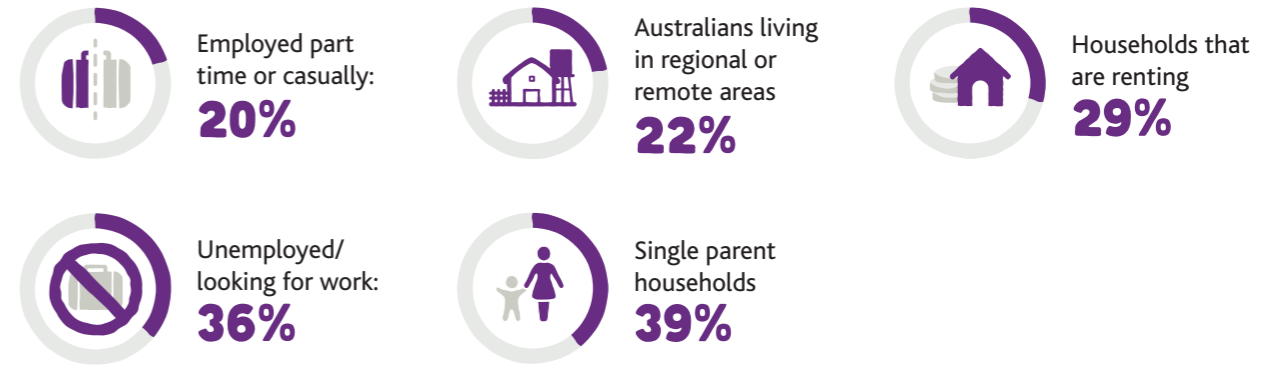 Employed part
time or casually:
20%
Australians living
in regional or
remote areas
22%
Households that
are renting
29%
Unemployed/
looking for work:
36%
Single parent
households
39%